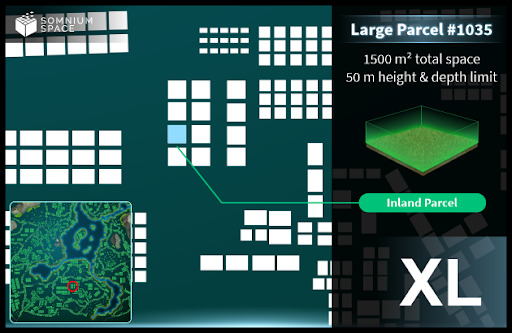 SOMNIUM
SPACE
Large Parcel #1035
1500 m² total space
50 m height & depth limit
Inland Parcel
XL